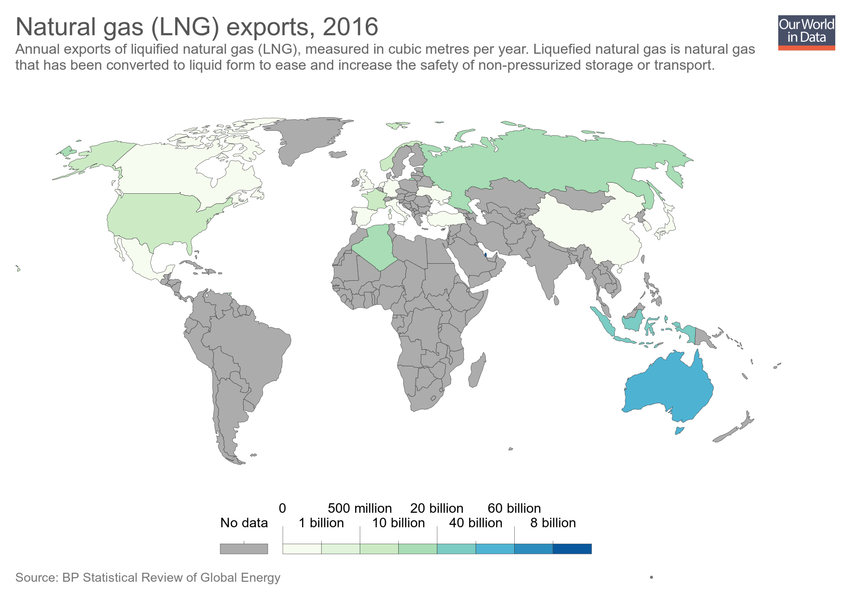 Natural gas (LNG) exports, 2016
Our World
in Data
Annual exports of liquified natural gas (LNG), measured in cubic metres per year. Liquefied natural gas is natural gas
that has been converted to liquid form to ease and increase the safety of non-pressurized storage or transport.
0 500 million 20 billion 60 billion
No data 1 billion 10 billion 40 billion 8 billion
Source: BP Statistical Review of Global Energy